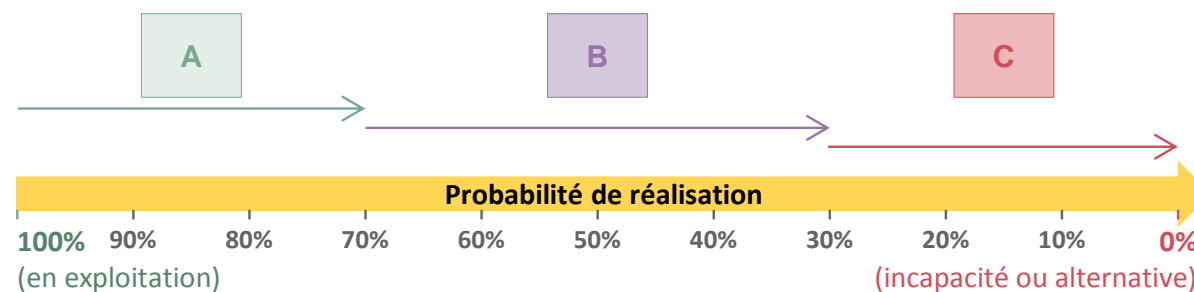 A
B
C
Probabilité de réalisation
100% 90% 80% 70% 60% 50% 40% 30% 20% 10% 0%
(en exploitation) (incapacité ou alternative)